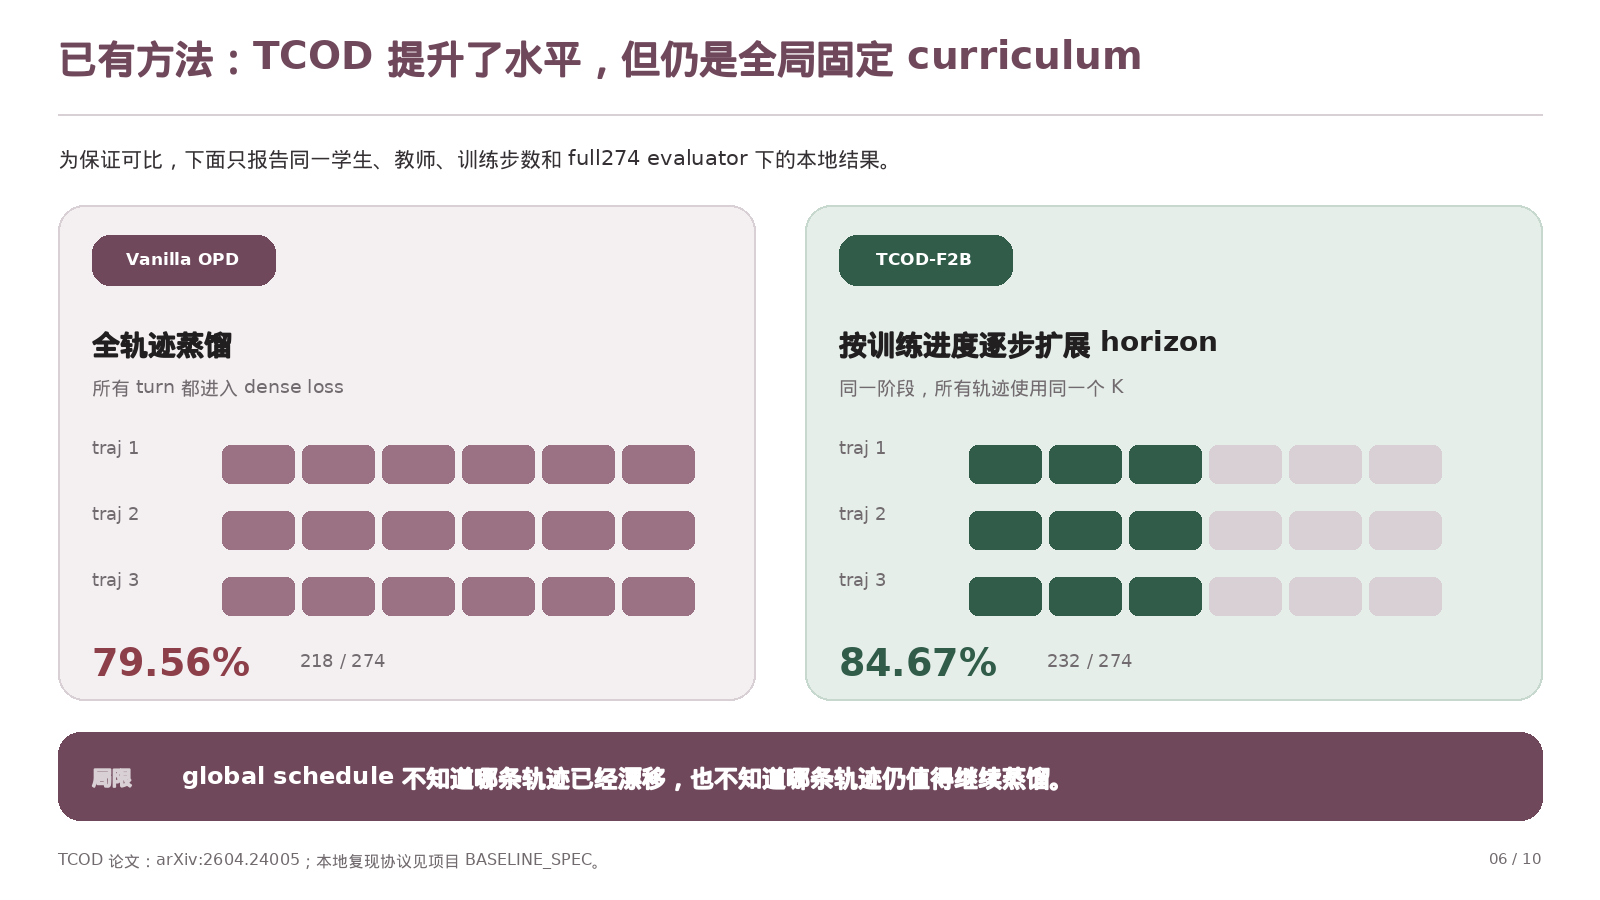 已有方法：TCOD 提升了水平，但仍是全局固定 curriculum
为保证可比，下面只报告同一学生、教师、训练步数和 full274 evaluator 下的本地结果。
Vanilla OPD
全轨迹蒸馏
所有 turn 都进入 dense loss
traj 1
traj 2
traj 3
79.56%
218 / 274
TCOD-F2B
按训练进度逐步扩展 horizon
同一阶段，所有轨迹使用同一个 K
traj 1
traj 2
traj 3
84.67%
232 / 274
局限
global schedule 不知道哪条轨迹已经漂移，也不知道哪条轨迹仍值得继续蒸馏。
TCOD 论文：arXiv:2604.24005；本地复现协议见项目 BASELINE_SPEC。
06 / 10